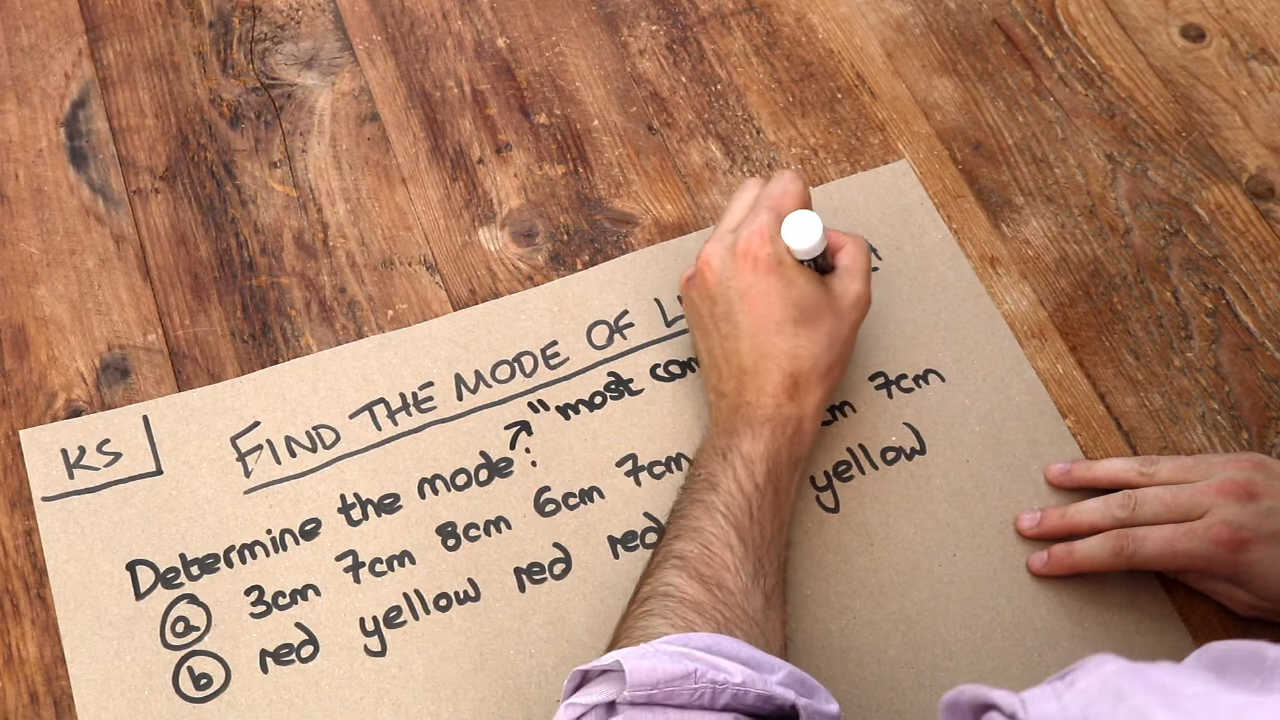 KS
FIND THE MODE OF
Determine the mode: "most
a 3cm 7cm 8cm 6cm 7cm 7cm
b red yellow red red yellow